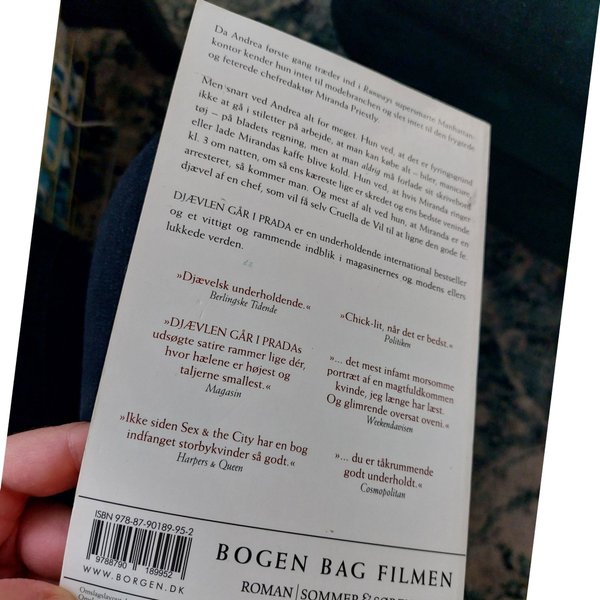 Da Andrea første gang træder ind i Runways supersmarte Manhattan-
kontor kender hun intet til modebranchen og slet intet til den frygtede
og feterede chefredaktør Miranda Priestly.
Men snart ved Andrea alt for meget. Hun ved, at det er fyringsgrund
ikke at gå i stiletter på arbejde, at man kan købe alt – biler, manicure,
tøj – på bladets regning, men at man aldrig må forlade sit skrivebord
eller lade Mirandas kaffe blive kold. Hun ved, at hvis Miranda ringer
kl. 3 om natten, om så ens kæreste lige er skredet og ens bedste veninde
arresteret, så kommer man. Og mest af alt ved hun, at Miranda er en
djævel af en chef, som vil få selv Cruella de Vil til at ligne den gode fe.
DJÆVLEN GÅR I PRADA er en underholdende international bestseller
og et vittigt og rammende indblik i magasinernes og modens ellers
lukkede verden.
»Djævelsk underholdende.«
Berlingske Tidende
»DJÆVLEN GÅR I PRADAs
udsøgte satire rammer lige dér,
hvor hælene er højest og
taljerne smallest.«
Magasin
»Ikke siden Sex & the City har en bog
indfanget storbykvinder så godt.«
Harpers & Queen
»Chick-lit, når det er bedst.«
Politiken
»... det mest infamt morsomme
portræt af en magtfuldkommen
kvinde, jeg længe har læst.
Og glimrende oversat oveni.«
Weekendavisen
»... du er tåkrummende
godt underholdt.«
Cosmopolitan
ISBN 978-87-90189-95-2
9788790 189952
WWW.BORGEN.DK
BOGEN BAG FILMEN
ROMAN | SOMMER &